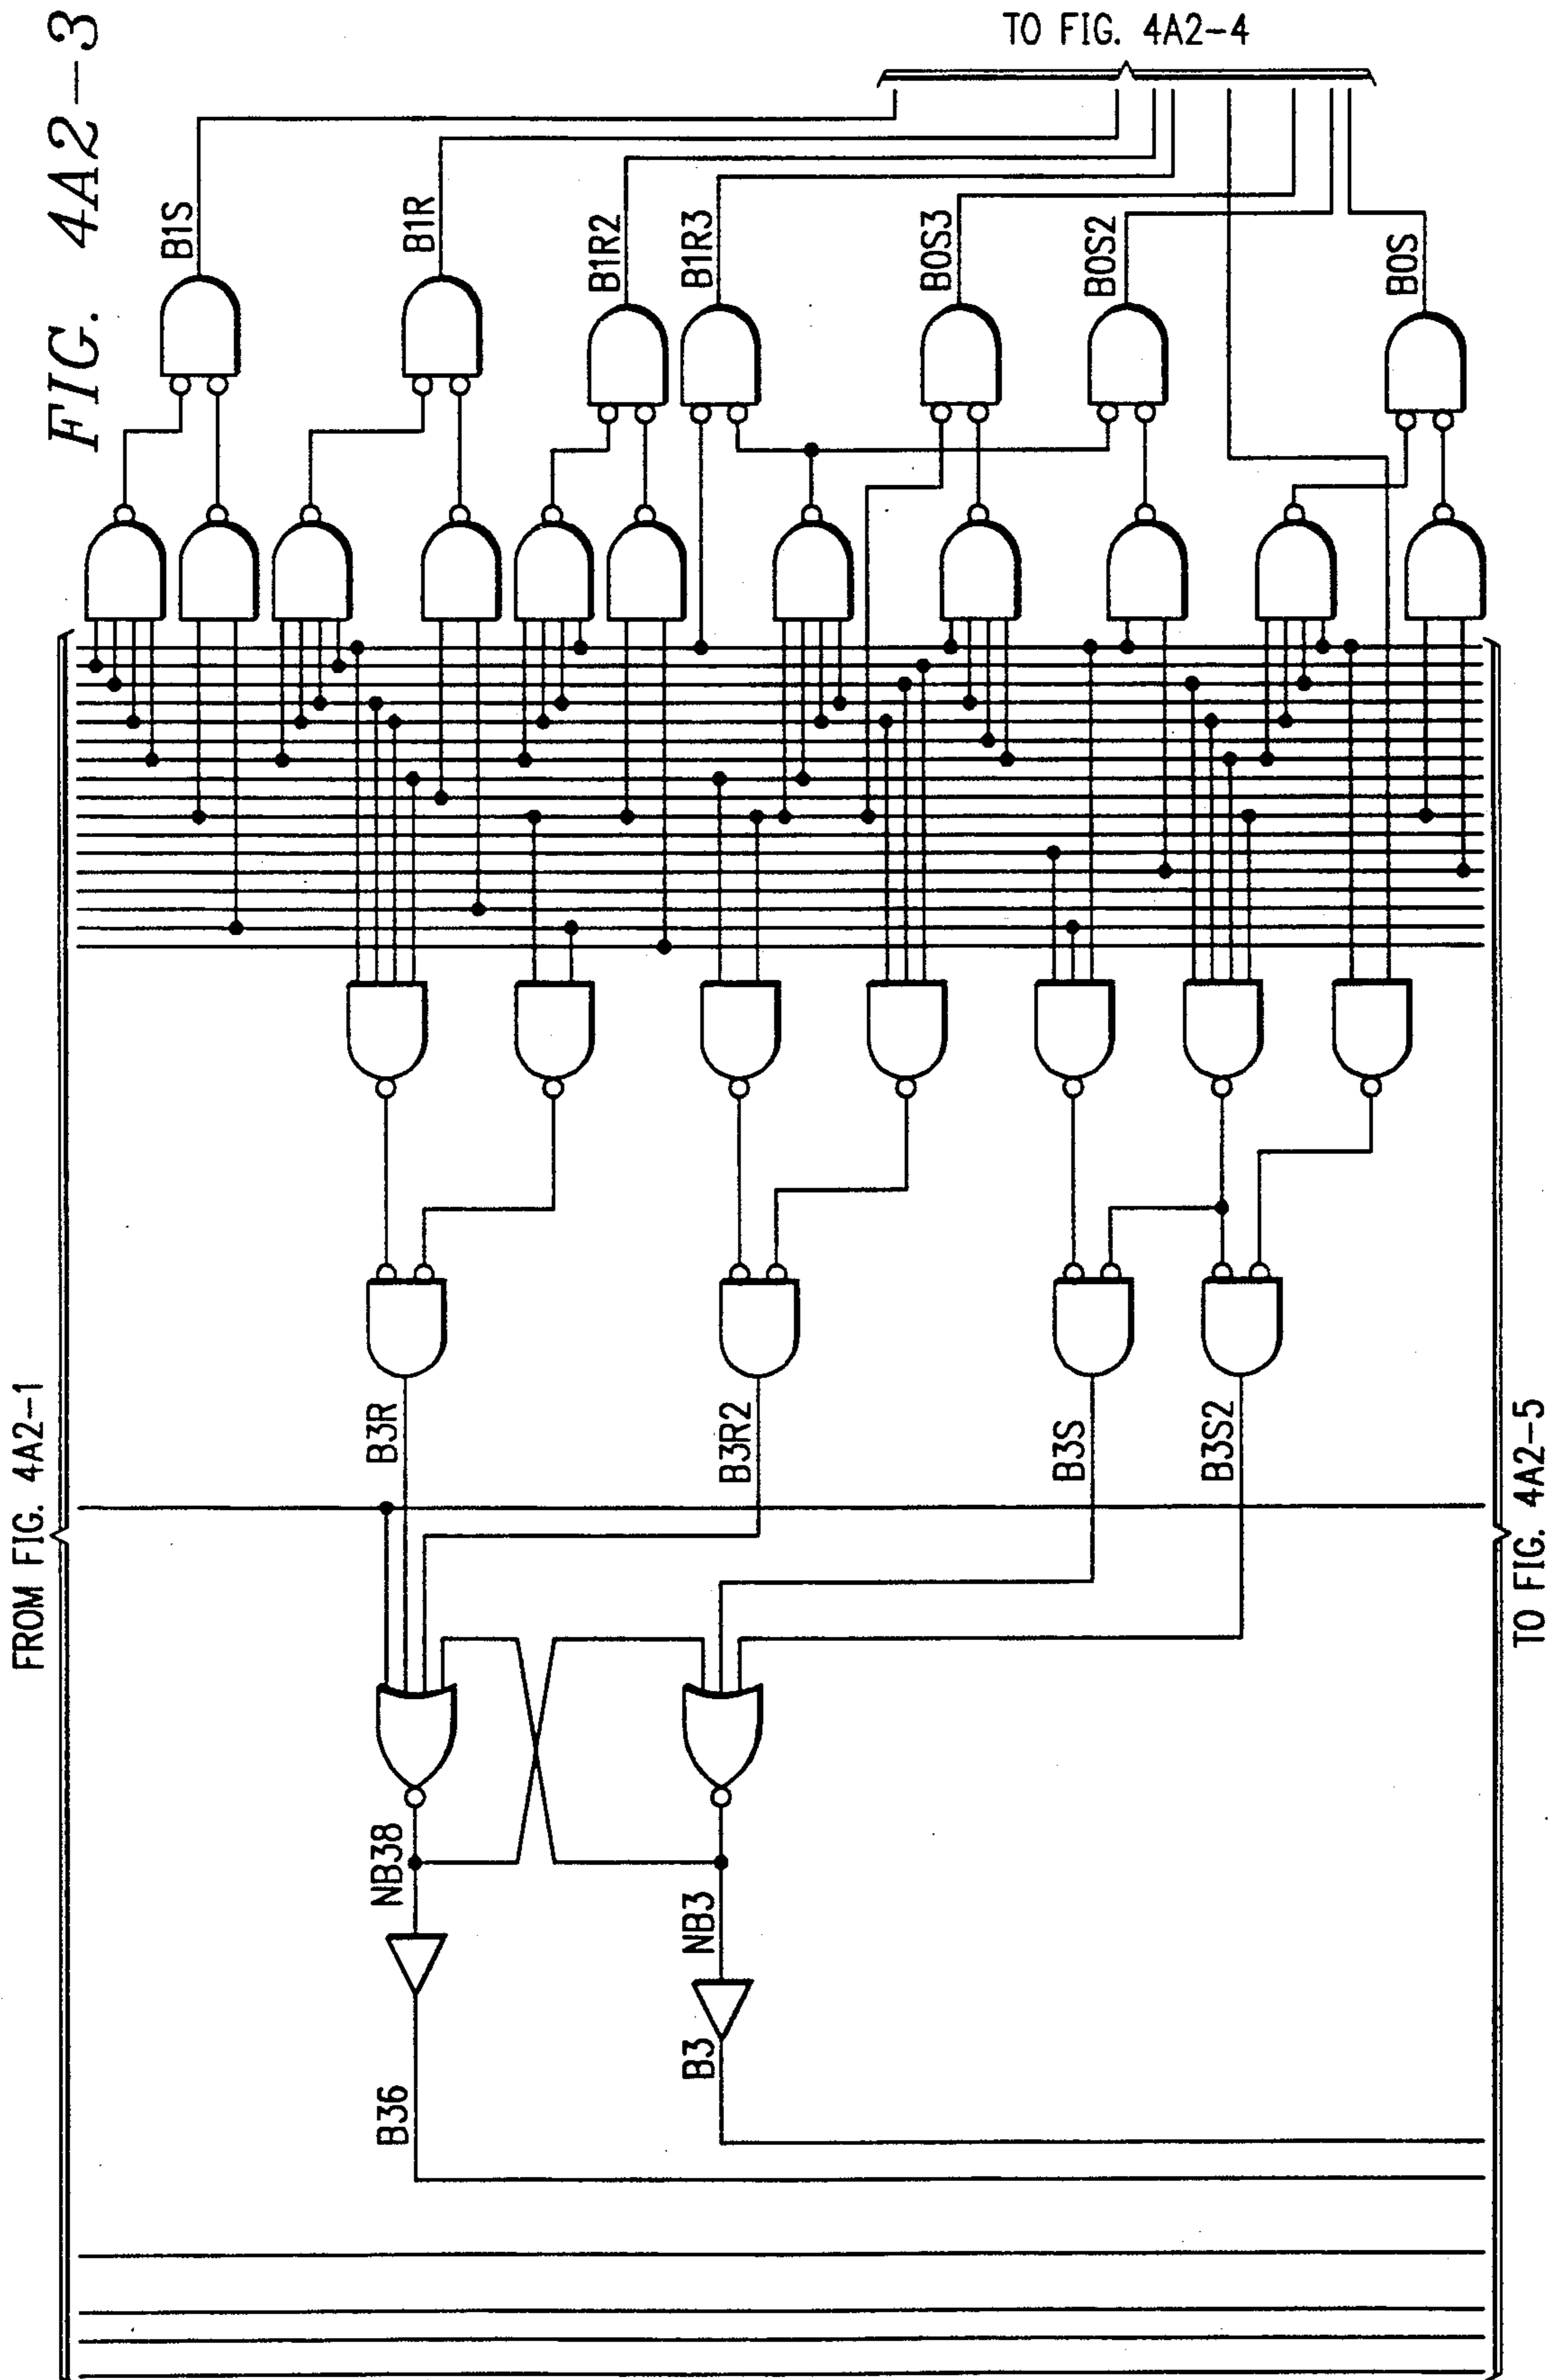 FIG. 4A2-3
TO FIG. 4A2-4
B1S
B1R
B1R2
B1R3
B0S3
B0S2
B0S
FROM FIG. 4A2-1
B3R
B3R2
B3S
B3S2
TO FIG. 4A2-5
NB38
NB3
B36
B3